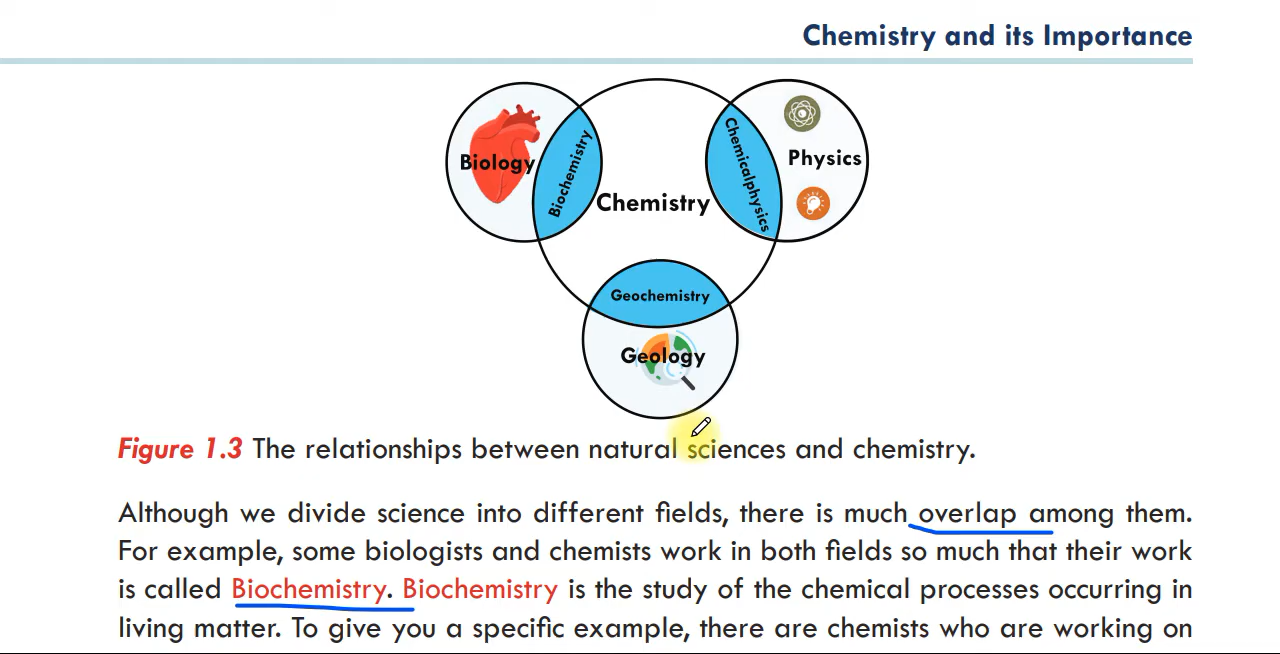 Chemistry and its Importance
Biology
Biochemistry
Chemistry
Chemicalphysics
Physics
Geochemistry
Geology
Figure 1.3 The relationships between natural sciences and chemistry.
Although we divide science into different fields, there is much overlap among them.
For example, some biologists and chemists work in both fields so much that their work
is called Biochemistry. Biochemistry is the study of the chemical processes occurring in
living matter. To give you a specific example, there are chemists who are working on